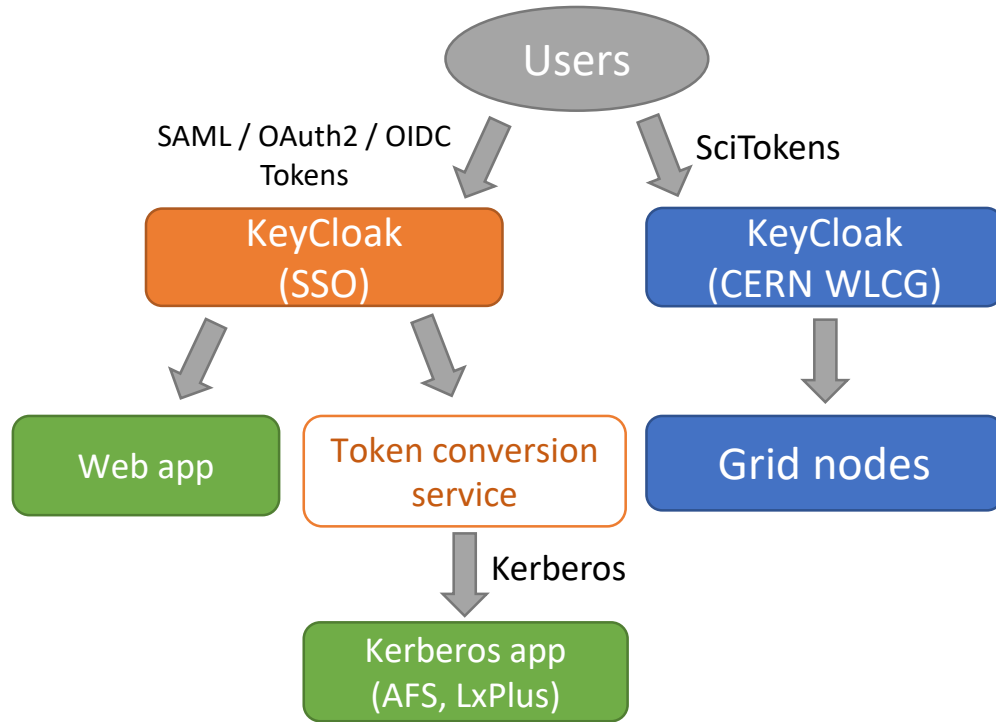 Users
SAML / OAuth2 / OIDC
Tokens
SciTokens
KeyCloak
(SSO)
KeyCloak
(CERN WLCG)
Web app
Token conversion
service
Grid nodes
Kerberos
Kerberos app
(AFS, LxPlus)